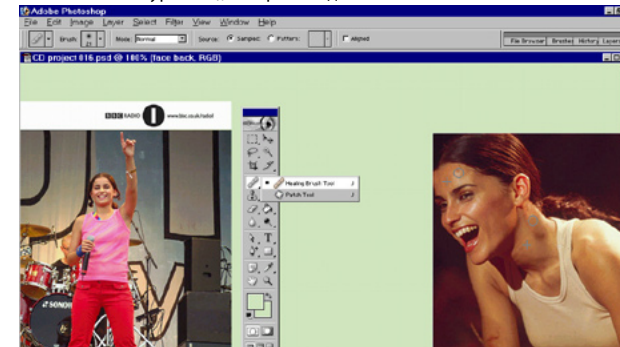 Adobe Photoshop
File Edit Image Layer Select Filter View Window Help
Brush: Mode: Normal Source: Sampled Pattern: Aligned File Browser Brushes History Layers
CD project 016.psd @ 100% (face back, RGB)
BBC RADIO 1 www.bbc.co.uk/radio1
Healing Brush Tool J
Patch Tool J
SONOR